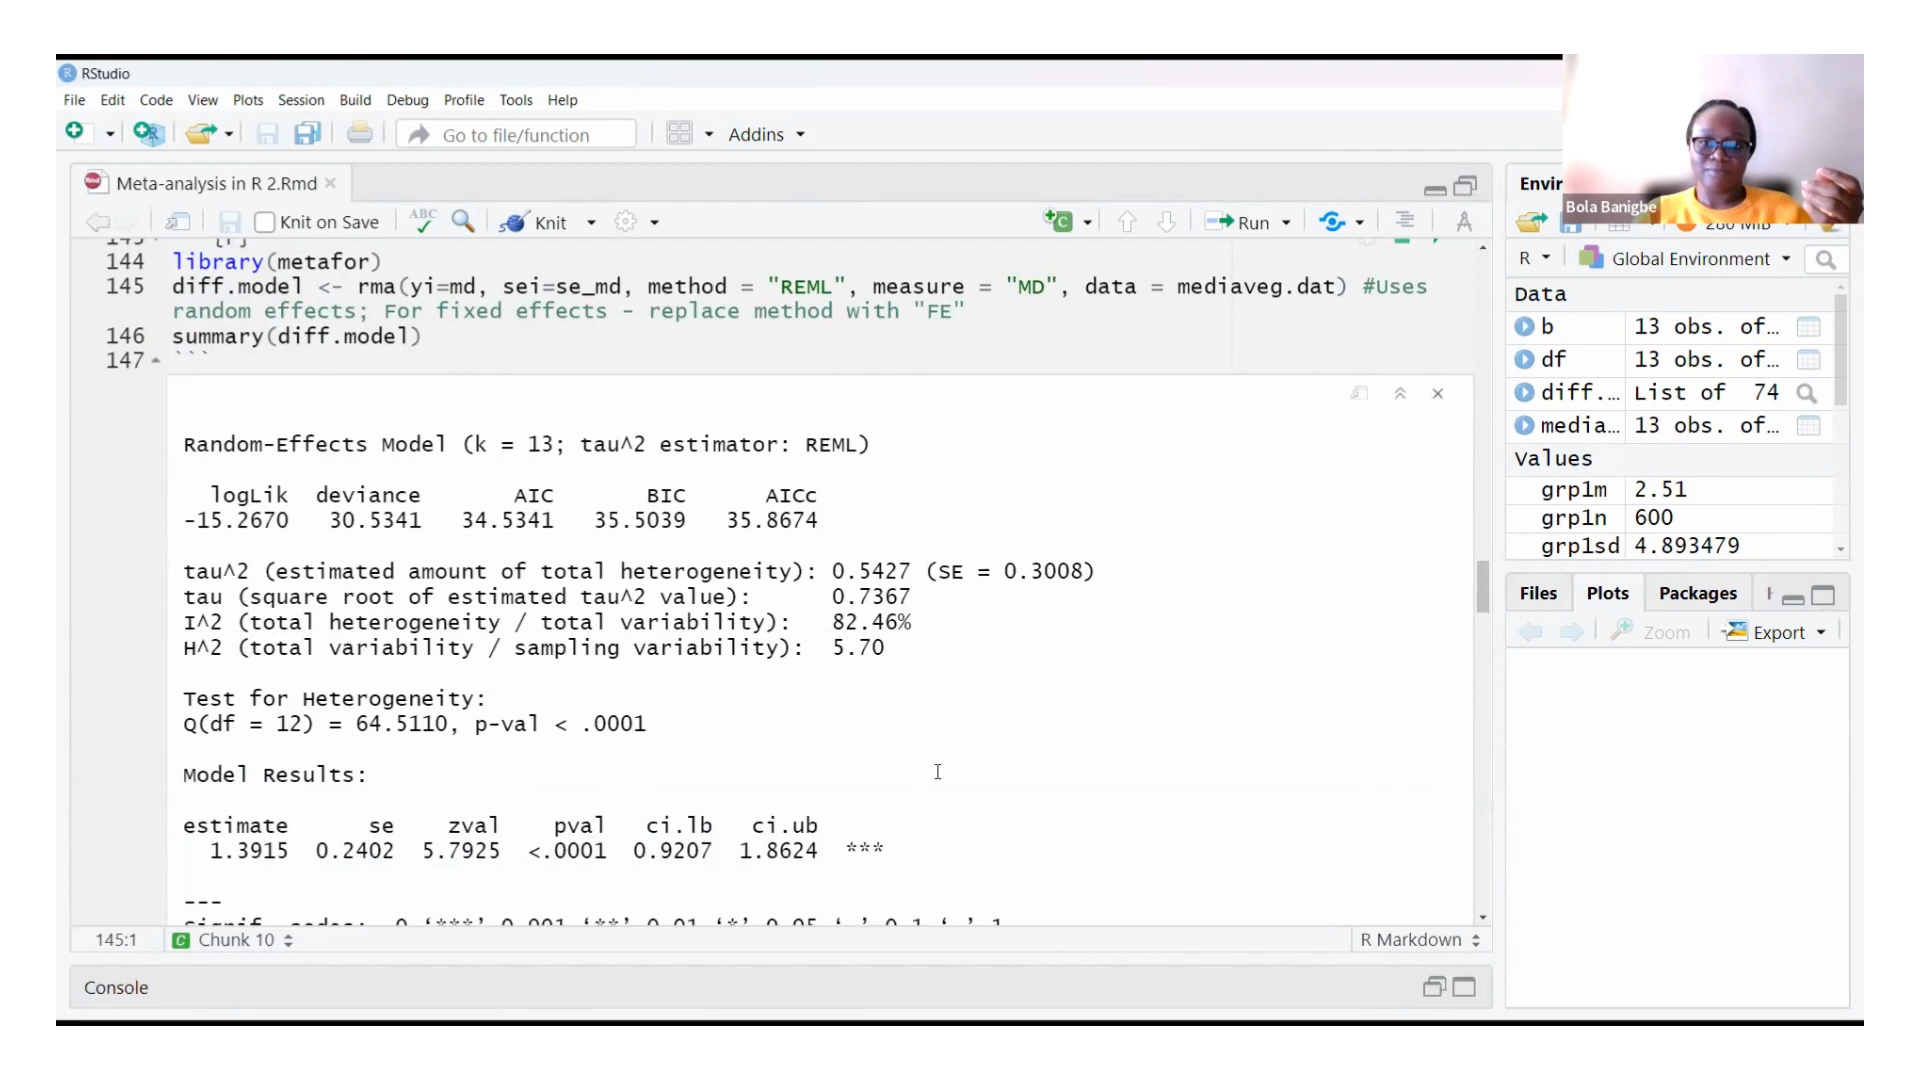 RStudio
File Edit Code View Plots Session Build Debug Profile Tools Help
Go to file/function Addins
Meta-analysis in R 2.Rmd
Knit on Save ABC Knit Run
144 library(metafor)
145 diff.model <- rma(yi=md, sei=se_md, method = "REML", measure = "MD", data = mediaveg.dat) #Uses
random effects; For fixed effects - replace method with "FE"
146 summary(diff.model)
147 ```
Random-Effects Model (k = 13; tau^2 estimator: REML)
logLik deviance AIC BIC AICc
-15.2670 30.5341 34.5341 35.5039 35.8674
tau^2 (estimated amount of total heterogeneity): 0.5427 (SE = 0.3008)
tau (square root of estimated tau^2 value): 0.7367
I^2 (total heterogeneity / total variability): 82.46%
H^2 (total variability / sampling variability): 5.70
Test for Heterogeneity:
Q(df = 12) = 64.5110, p-val < .0001
Model Results:
estimate se zval pval ci.lb ci.ub
1.3915 0.2402 5.7925 <.0001 0.9207 1.8624 ***
---
145:1 Chunk 10 R Markdown
Console
Bola Banigbe
Envir
R Global Environment
Data
b 13 obs. of…
df 13 obs. of…
diff.… List of 74
media… 13 obs. of…
Values
grp1m 2.51
grp1n 600
grp1sd 4.893479
Files Plots Packages
Zoom Export